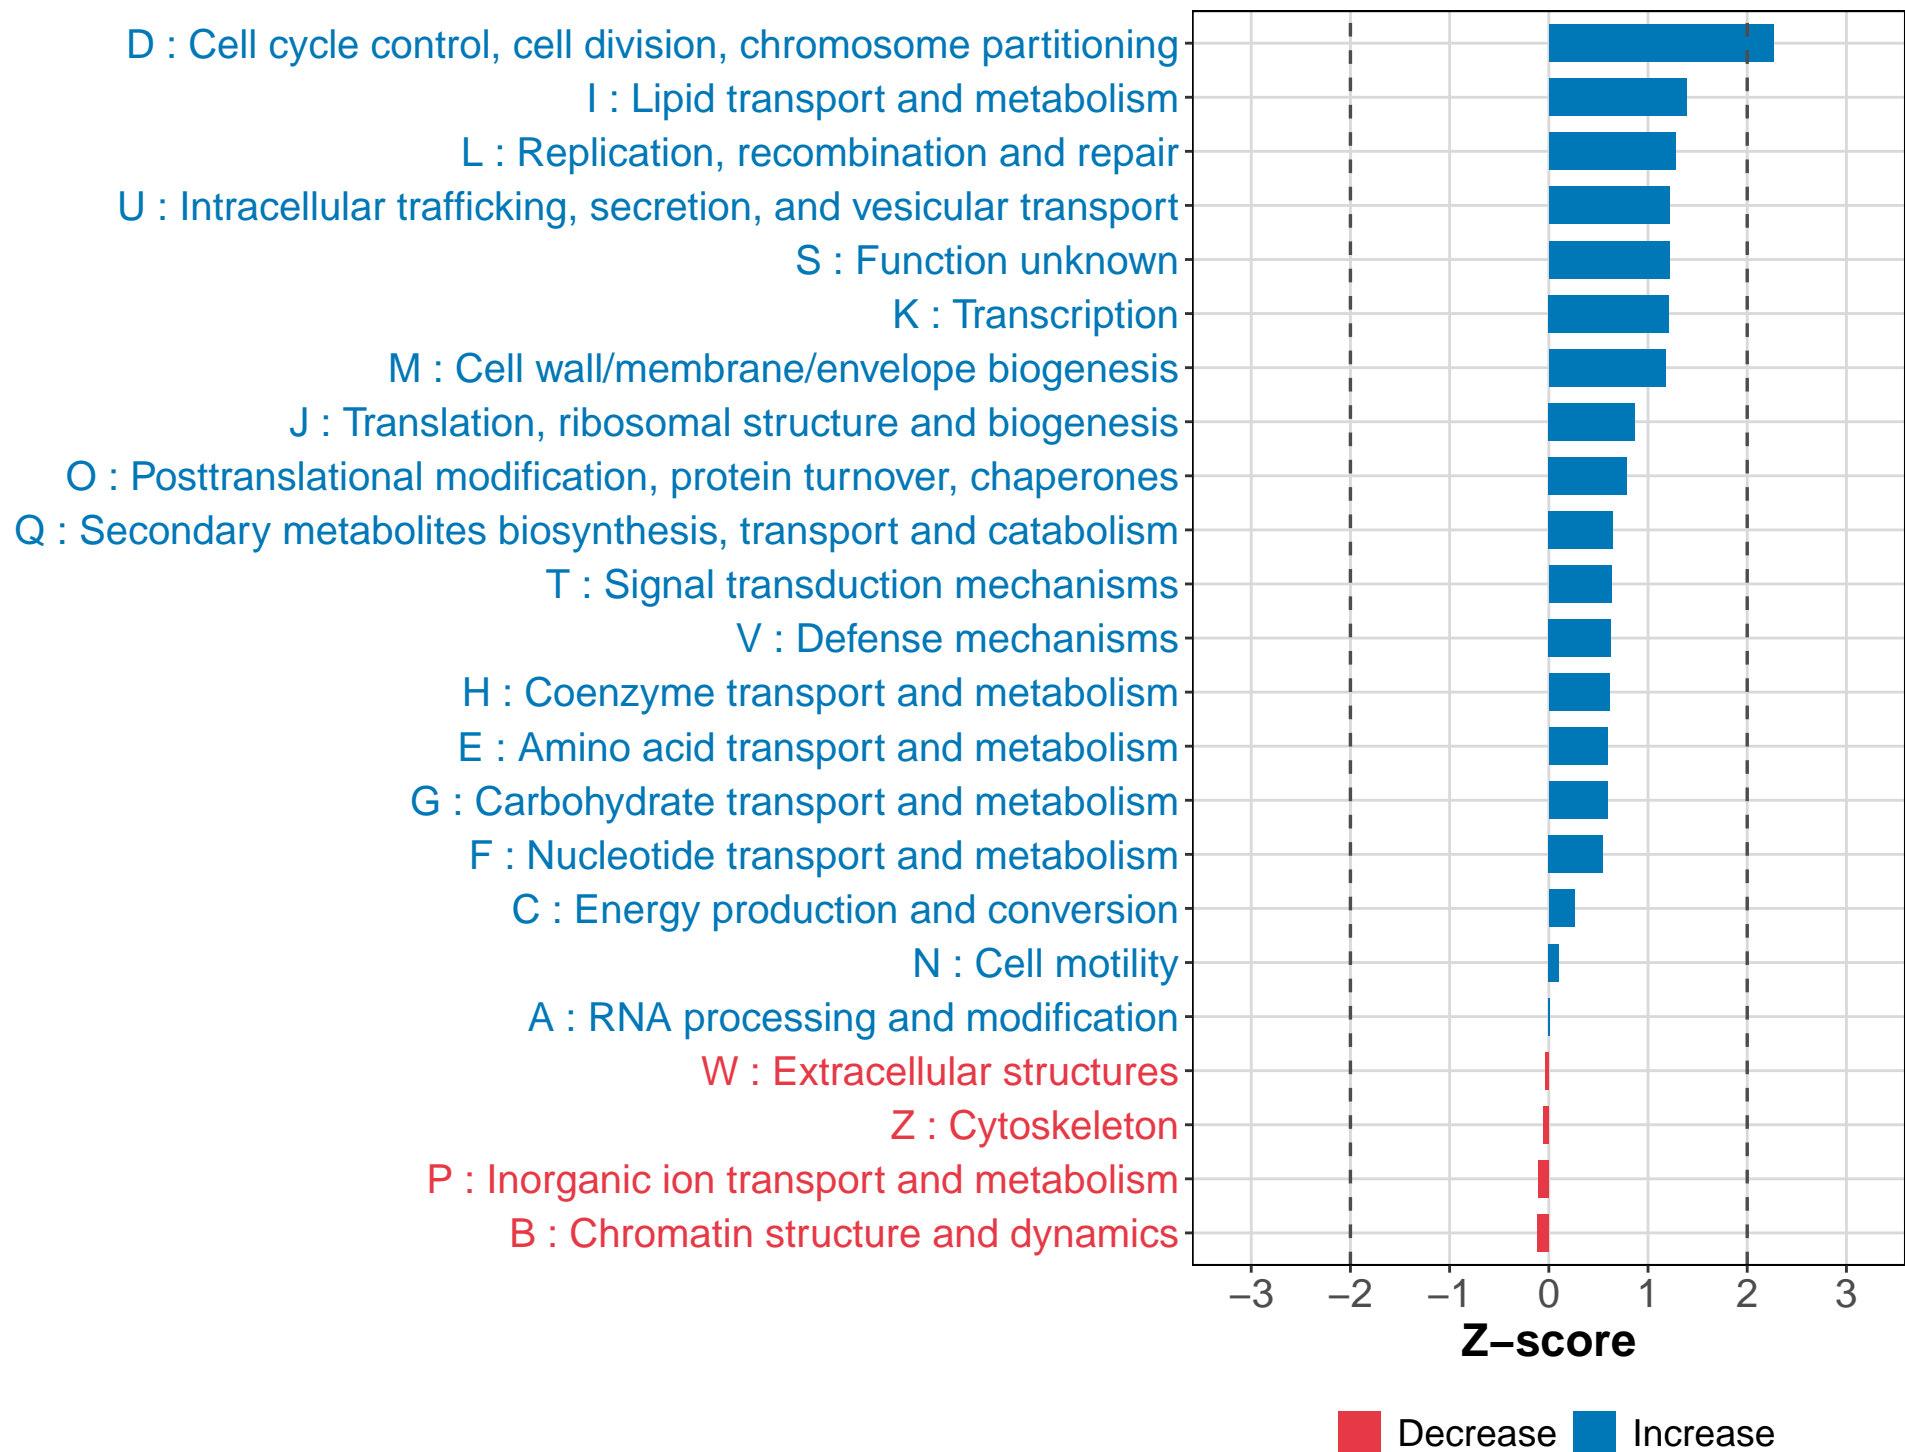 D : Cell cycle control, cell division, chromosome partitioning
I : Lipid transport and metabolism
L : Replication, recombination and repair
U : Intracellular trafficking, secretion, and vesicular transport
S : Function unknown
K : Transcription
M : Cell wall/membrane/envelope biogenesis
J : Translation, ribosomal structure and biogenesis
O : Posttranslational modification, protein turnover, chaperones
Q : Secondary metabolites biosynthesis, transport and catabolism
T : Signal transduction mechanisms
V : Defense mechanisms
H : Coenzyme transport and metabolism
E : Amino acid transport and metabolism
G : Carbohydrate transport and metabolism
F : Nucleotide transport and metabolism
C : Energy production and conversion
N : Cell motility
A : RNA processing and modification
W : Extracellular structures
Z : Cytoskeleton
P : Inorganic ion transport and metabolism
B : Chromatin structure and dynamics
−3 −2 −1 0 1 2 3
Z−score
Decrease Increase